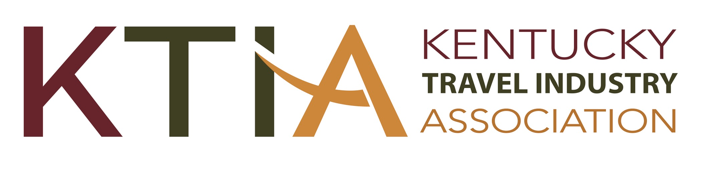 KTIA
KENTUCKY
TRAVEL INDUSTRY
ASSOCIATION